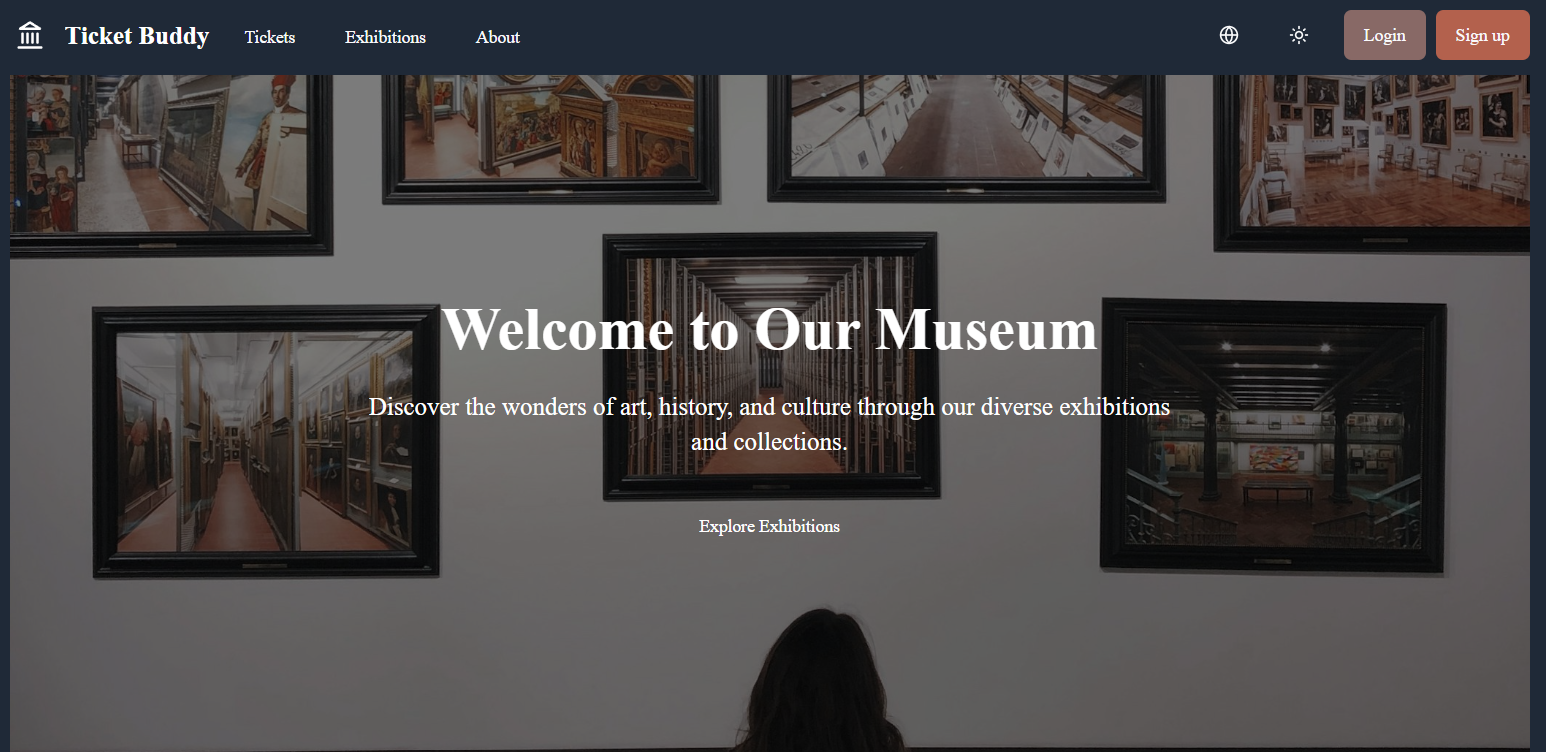 Ticket Buddy Tickets Exhibitions About Login Sign up
Welcome to Our Museum
Discover the wonders of art, history, and culture through our diverse exhibitions
and collections.
Explore Exhibitions